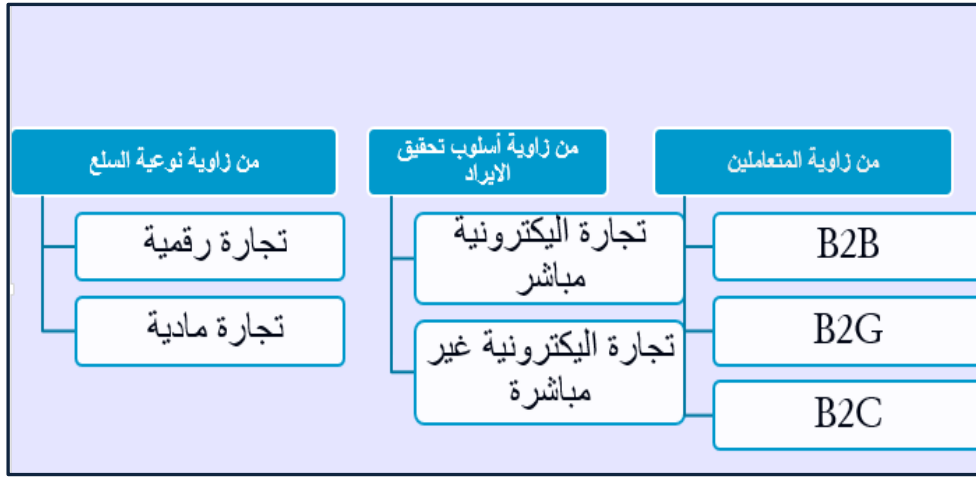 من زاوية المتعاملين
B2B
B2G
B2C
من زاوية أسلوب تحقيق
الايراد
تجارة اليكترونية
مباشر
تجارة اليكترونية غير
مباشرة
من زاوية نوعية السلع
تجارة رقمية
تجارة مادية